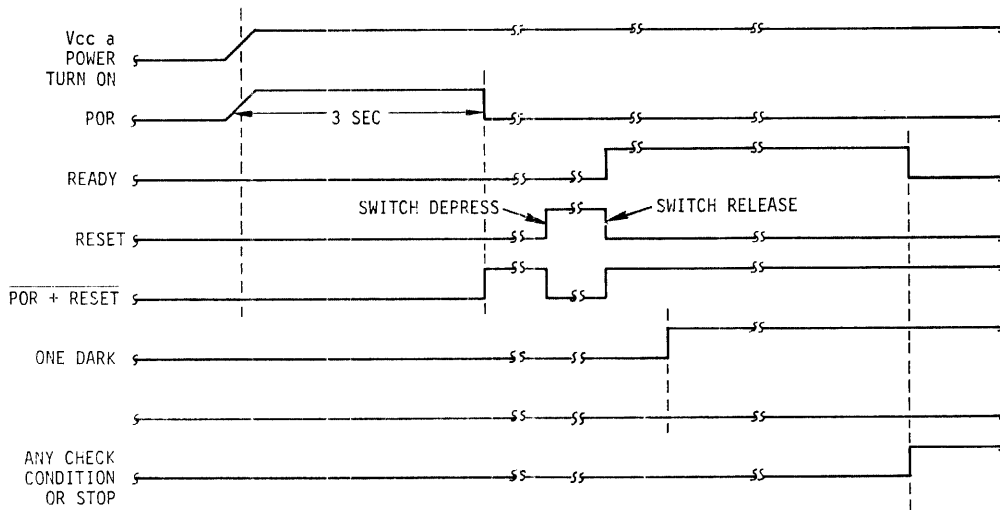 Vcc a
POWER
TURN ON
POR
3 SEC
READY
SWITCH DEPRESS
SWITCH RELEASE
RESET
POR + RESET
ONE DARK
ANY CHECK
CONDITION
OR STOP